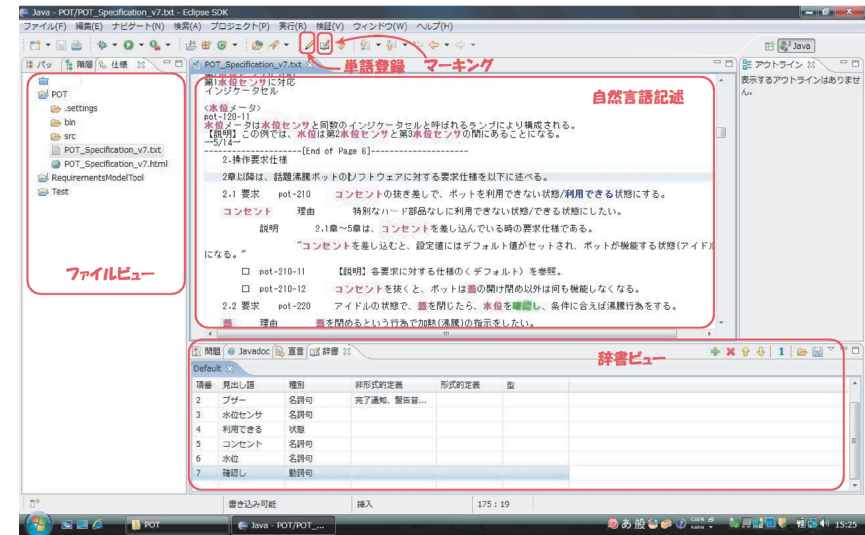 Java - POT/POT_Specification_v7.txt - Eclipse SDK
ファイル(F) 編集(E) ナビゲート(N) 検索(A) プロジェクト(P) 実行(R) 検証(V) ウィンドウ(W) ヘルプ(H)
Java
単語登録
マーキング
パッ 階層 仕様
POT_Specification_v7.txt
アウトライン
表示するアウトラインはありません。
POT
.settings
bin
src
POT_Specification_v7.txt
POT_Specification_v7.html
RequirementsModelTool
Test
ファイルビュー
自然言語記述
第1水位センサに対応
インジケータセル
<水位メータ>
pot-120-11
水位メータは水位センサと同数のインジケータセルと呼ばれるランプにより構成される。
【説明】この例では、水位は第2水位センサと第3水位センサの間にあることになる。
—5/14—
----------------------[End of Page 6]----------------------
2.操作要求仕様
2章以降は、話題沸騰ポットのソフトウェアに対する要求仕様を以下に述べる。
2.1 要求 pot-210 コンセントの抜き差しで、ポットを利用できない状態/利用できる状態にする。
コンセント 理由 特別なハード部品なしに利用できない状態/できる状態にしたい。
説明 2.1章～5章は、コンセントを差し込んでいる時の要求仕様である。
"コンセントを差し込むと、設定値にはデフォルト値がセットされ、ポットが機能する状態(アイドル
になる。"
□ pot-210-11 【説明】各要求に対する仕様の<デフォルト> を参照。
□ pot-210-12 コンセントを抜くと、ポットは蓋の開け閉め以外は何も機能しなくなる。
2.2 要求 pot-220 アイドルの状態で、蓋を閉じたら、水位を確認し、条件に合えば沸騰行為をする。
蓋 理由 蓋を閉めるという行為で加熱(沸騰)の指示をしたい。
問題 Javadoc 宣言 辞書
辞書ビュー
Default
項番 見出し語 種別 非形式的定義 形式的定義 型
2 ブザー 名詞句 完了通知、警告音...
3 水位センサ 名詞句
4 利用できる 状態
5 コンセント 名詞句
6 水位 名詞句
7 確認し 動詞句
書き込み可能 挿入 175 : 19
POT
Java - POT/POT_...
あ 般
CAPS
KANA
15:25